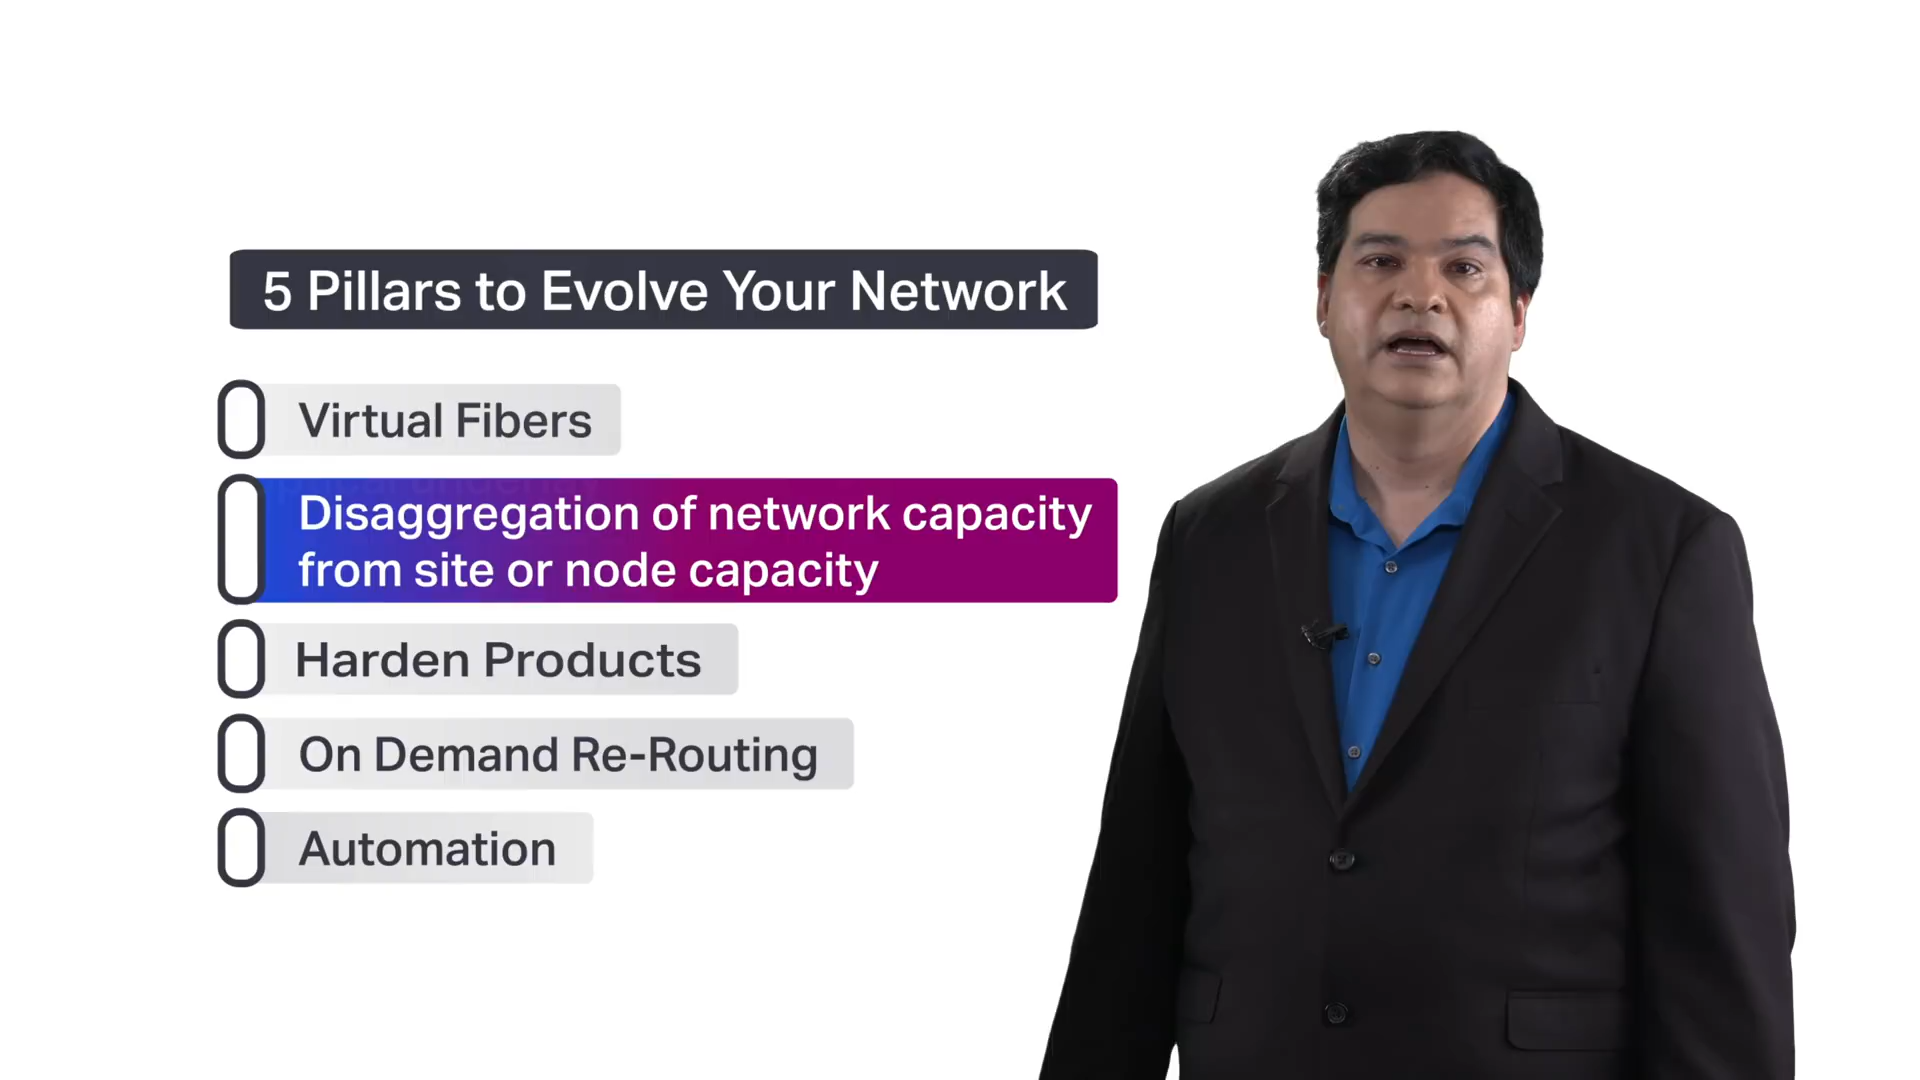 5 Pillars to Evolve Your Network
Virtual Fibers
Disaggregation of network capacity
from site or node capacity
Harden Products
On Demand Re-Routing
Automation